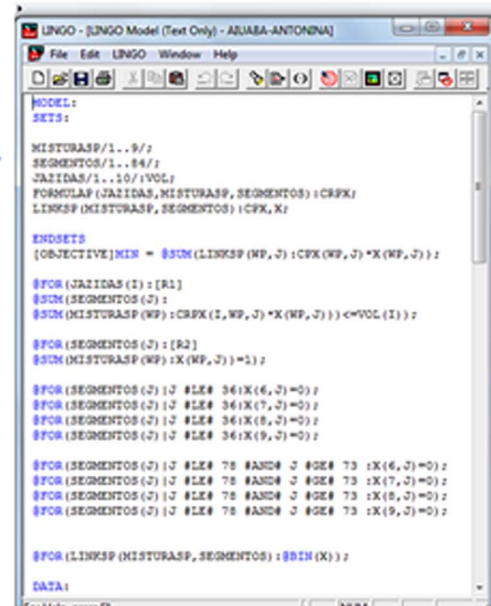 LINGO - [LINGO Model (Text Only) - AIUABA-ANTONINA]
File Edit LINGO Window Help
MODEL:
SETS:
MISTURASP/1..9/;
SEGMENTOS/1..84/;
JAZIDAS/1..10/:VOL;
FORMULAP(JAZIDAS,MISTURASP,SEGMENTOS):CRPX;
LINKSP(MISTURASP,SEGMENTOS):CPX,X;
ENDSETS
[OBJECTIVE]MIN = @SUM(LINKSP(WP,J):CPX(WP,J)*X(WP,J));
@FOR(JAZIDAS(I):[R1]
@SUM(SEGMENTOS(J):
@SUM(MISTURASP(WP):CRPX(I,WP,J)*X(WP,J)))<=VOL(I));
@FOR(SEGMENTOS(J):[R2]
@SUM(MISTURASP(WP):X(WP,J))=1);
@FOR(SEGMENTOS(J)|J #LE# 36:X(6,J)=0);
@FOR(SEGMENTOS(J)|J #LE# 36:X(7,J)=0);
@FOR(SEGMENTOS(J)|J #LE# 36:X(8,J)=0);
@FOR(SEGMENTOS(J)|J #LE# 36:X(9,J)=0);
@FOR(SEGMENTOS(J)|J #LE# 78 #AND# J #GE# 73 :X(6,J)=0);
@FOR(SEGMENTOS(J)|J #LE# 78 #AND# J #GE# 73 :X(7,J)=0);
@FOR(SEGMENTOS(J)|J #LE# 78 #AND# J #GE# 73 :X(8,J)=0);
@FOR(SEGMENTOS(J)|J #LE# 78 #AND# J #GE# 73 :X(9,J)=0);
@FOR(LINKSP(MISTURASP,SEGMENTOS):@BIN(X));
DATA: